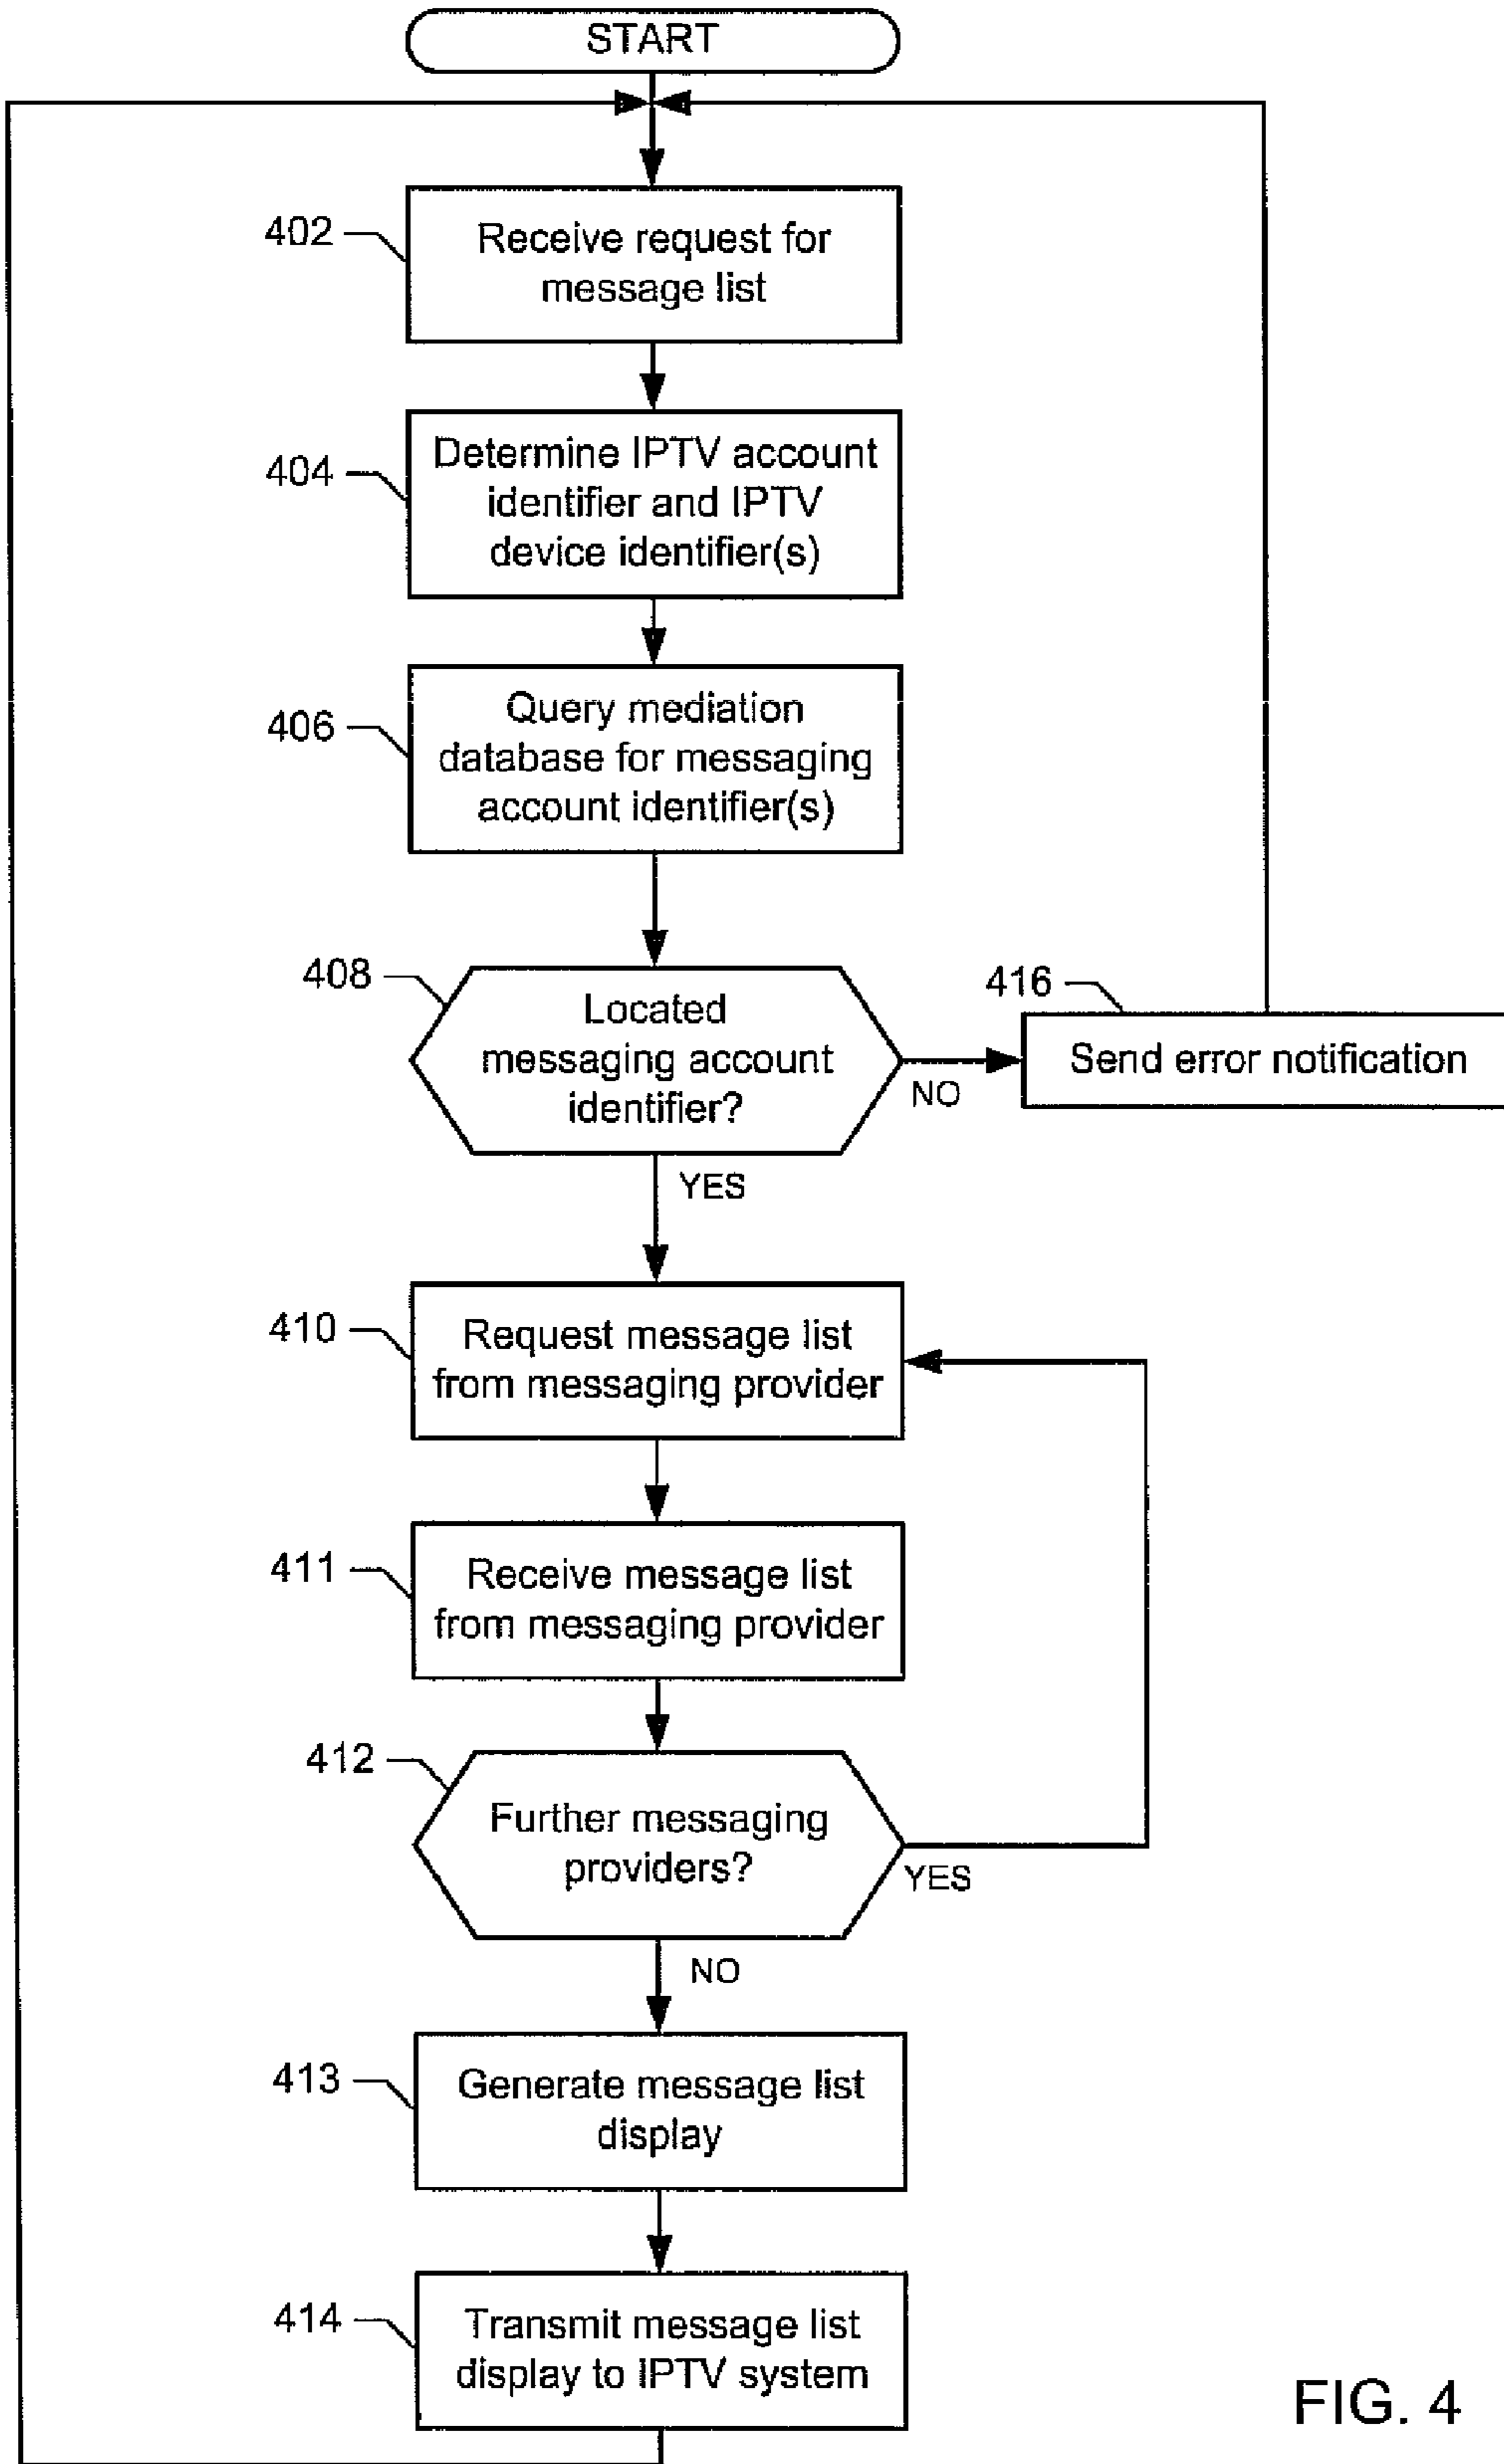 START
402
Receive request for
message list
404
Determine IPTV account
identifier and IPTV
device identifier(s)
406
Query mediation
database for messaging
account identifier(s)
408
Located
messaging account
identifier?
NO
416
Send error notification
YES
410
Request message list
from messaging provider
411
Receive message list
from messaging provider
412
Further messaging
providers?
YES
NO
413
Generate message list
display
414
Transmit message list
display to IPTV system
FIG. 4